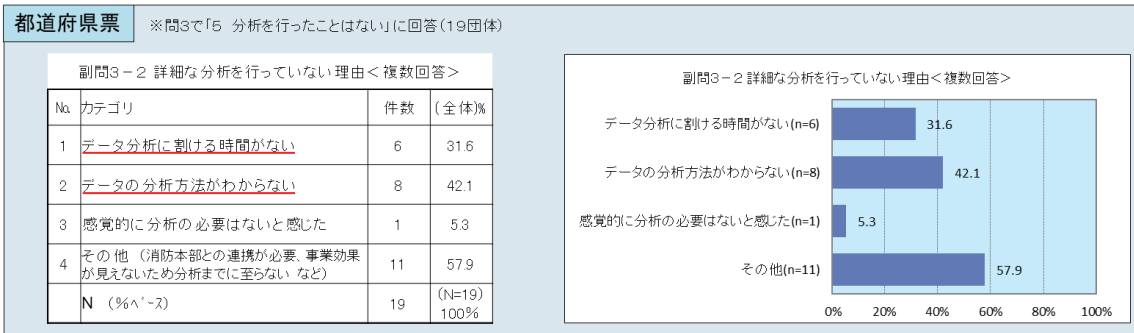 都道府県票 ※問3で「5 分析を行ったことはない」に回答(19団体)
副問3-2 詳細な分析を行っていない理由<複数回答>
No. カテゴリ 件数 (全体)%
1 データ分析に割ける時間がない 6 31.6
2 データの分析方法がわからない 8 42.1
3 感覚的に分析の必要はないと感じた 1 5.3
4 その他 (消防本部との連携が必要、事業効果
が見えないため分析までに至らない など) 11 57.9
N (%ベース) 19 (N=19)
100%
副問3-2 詳細な分析を行っていない理由<複数回答>
データ分析に割ける時間がない(n=6) 31.6
データの分析方法がわからない(n=8) 42.1
感覚的に分析の必要はないと感じた(n=1) 5.3
その他(n=11) 57.9
0% 20% 40% 60% 80% 100%